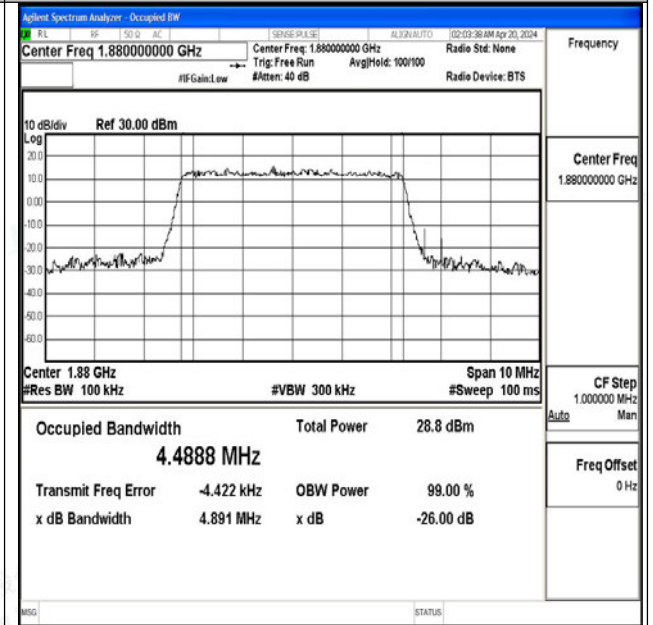 Agilent Spectrum Analyzer - Occupied BW
RL RF 50 Ω AC SENSE:PULSE ALIGN AUTO 02:03:38 AM Apr 20, 2024
Center Freq 1.880000000 GHz
Center Freq: 1.880000000 GHz
Radio Std: None
Trig: Free Run Avg|Hold: 100/100
#IFGain:Low
#Atten: 40 dB
Radio Device: BTS
Frequency
10 dB/div Ref 30.00 dBm
Log
20.0
10.0
0.00
-10.0
-20.0
-30.0
-40.0
-50.0
-60.0
Center 1.88 GHz
Span 10 MHz
#Res BW 100 kHz
#VBW 300 kHz
#Sweep 100 ms
Center Freq
1.880000000 GHz
CF Step
1.000000 MHz
Auto Man
Freq Offset
0 Hz
Occupied Bandwidth
Total Power 28.8 dBm
4.4888 MHz
Transmit Freq Error -4.422 kHz OBW Power 99.00 %
x dB Bandwidth 4.891 MHz x dB -26.00 dB
MSG
STATUS